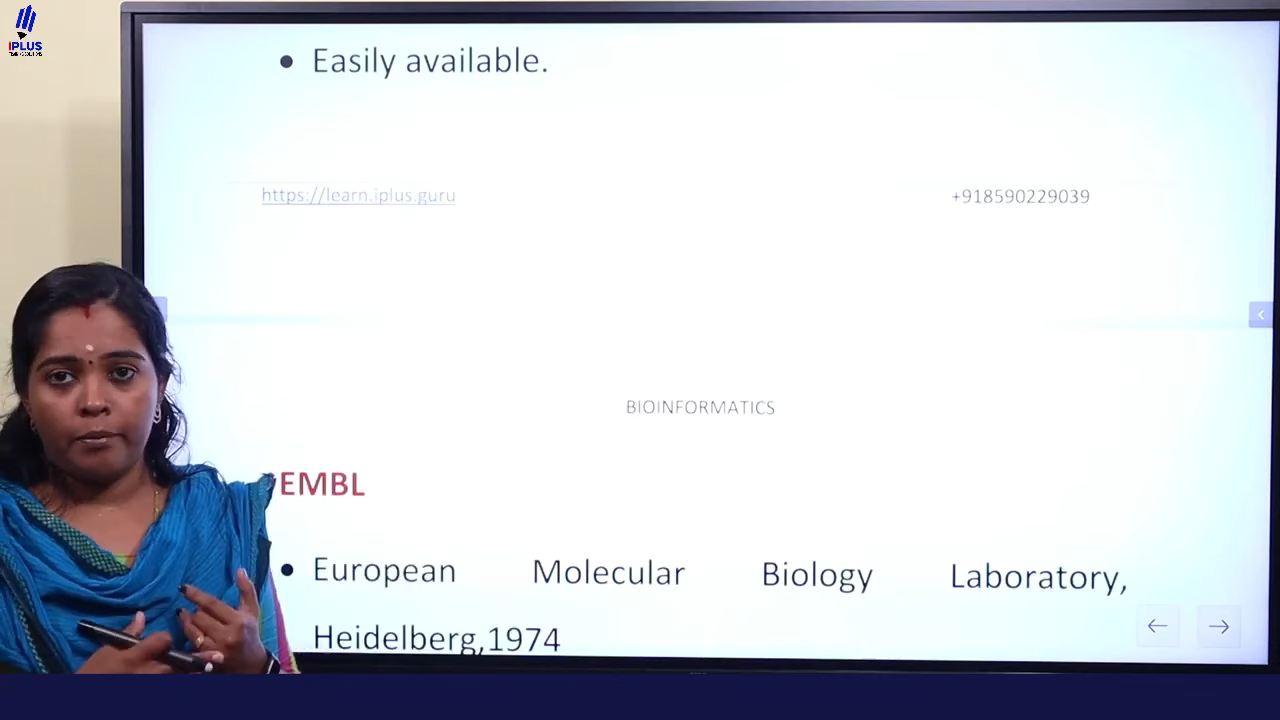 IPLUS
• Easily available.
https://learn.iplus.guru +918590229039
BIOINFORMATICS
EMBL
• European Molecular Biology Laboratory,
Heidelberg,1974